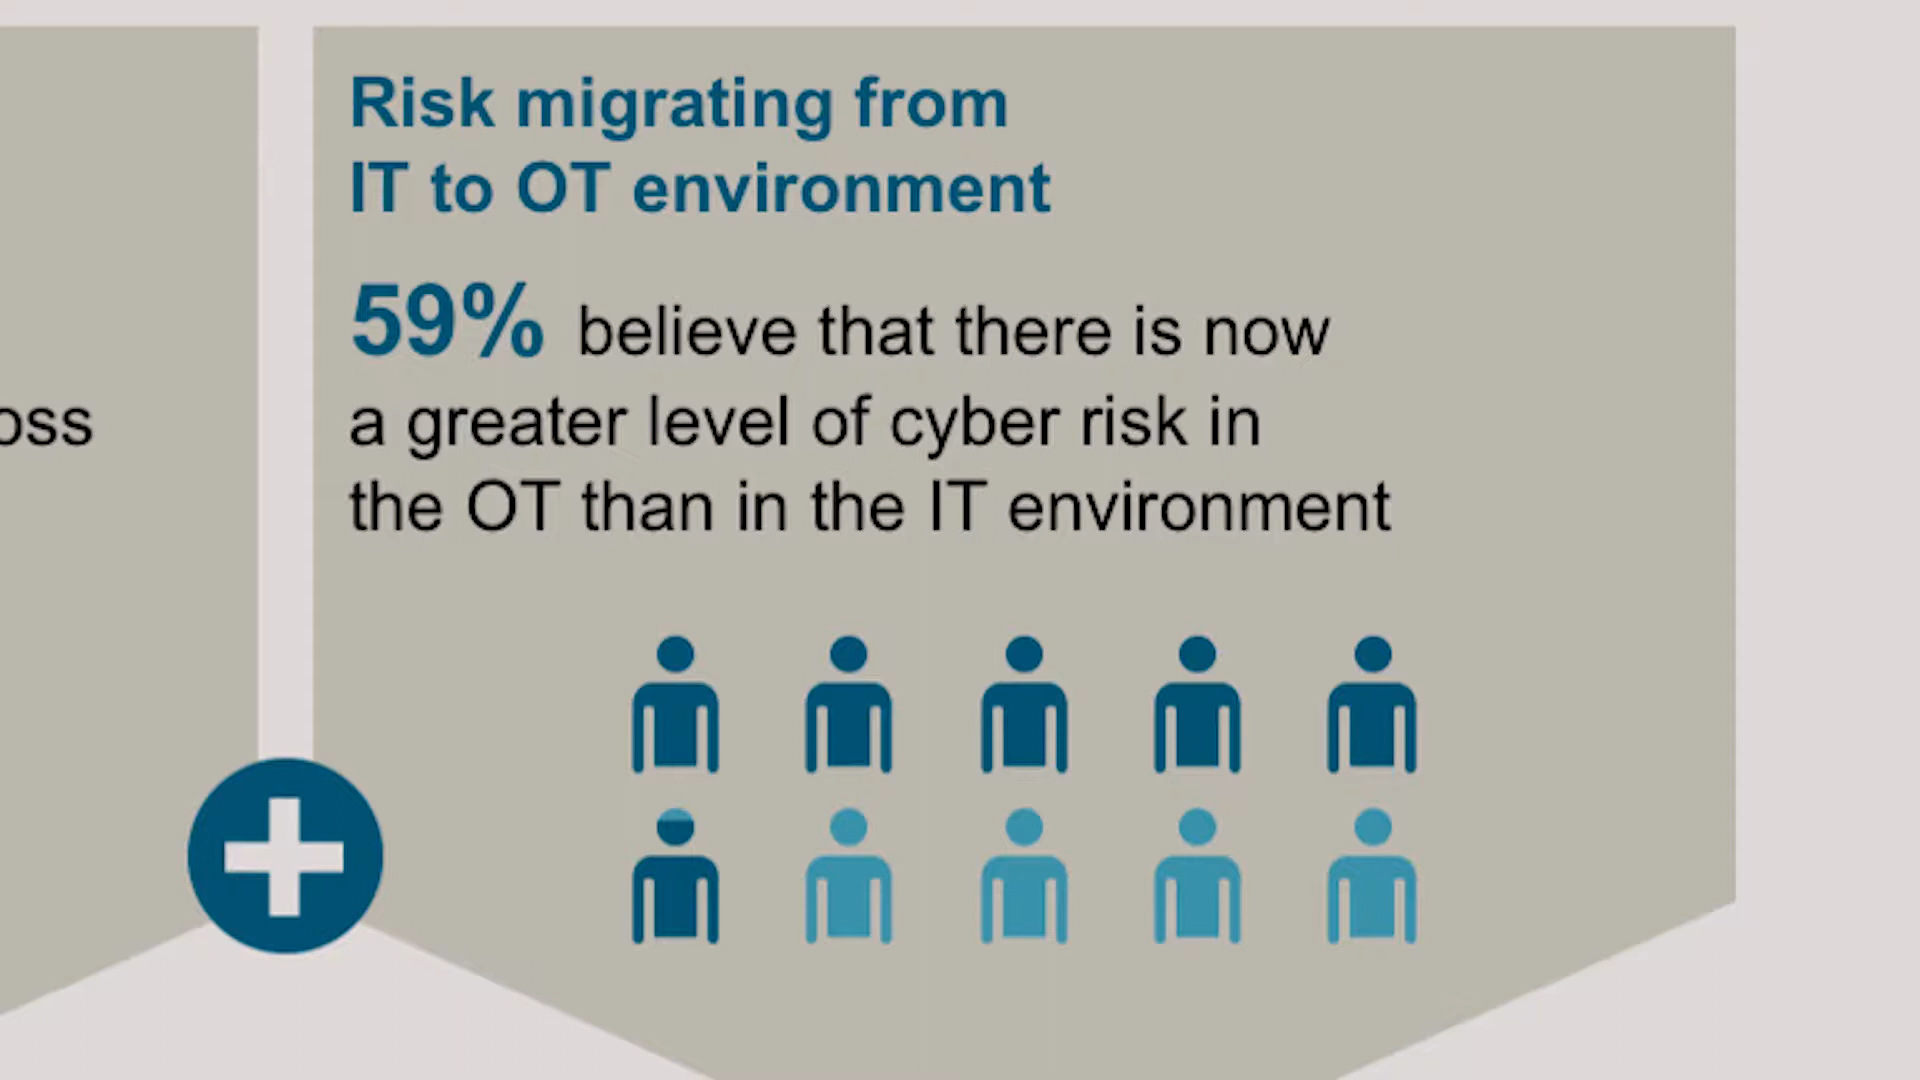 Risk migrating from
IT to OT environment
59% believe that there is now
a greater level of cyber risk in
the OT than in the IT environment